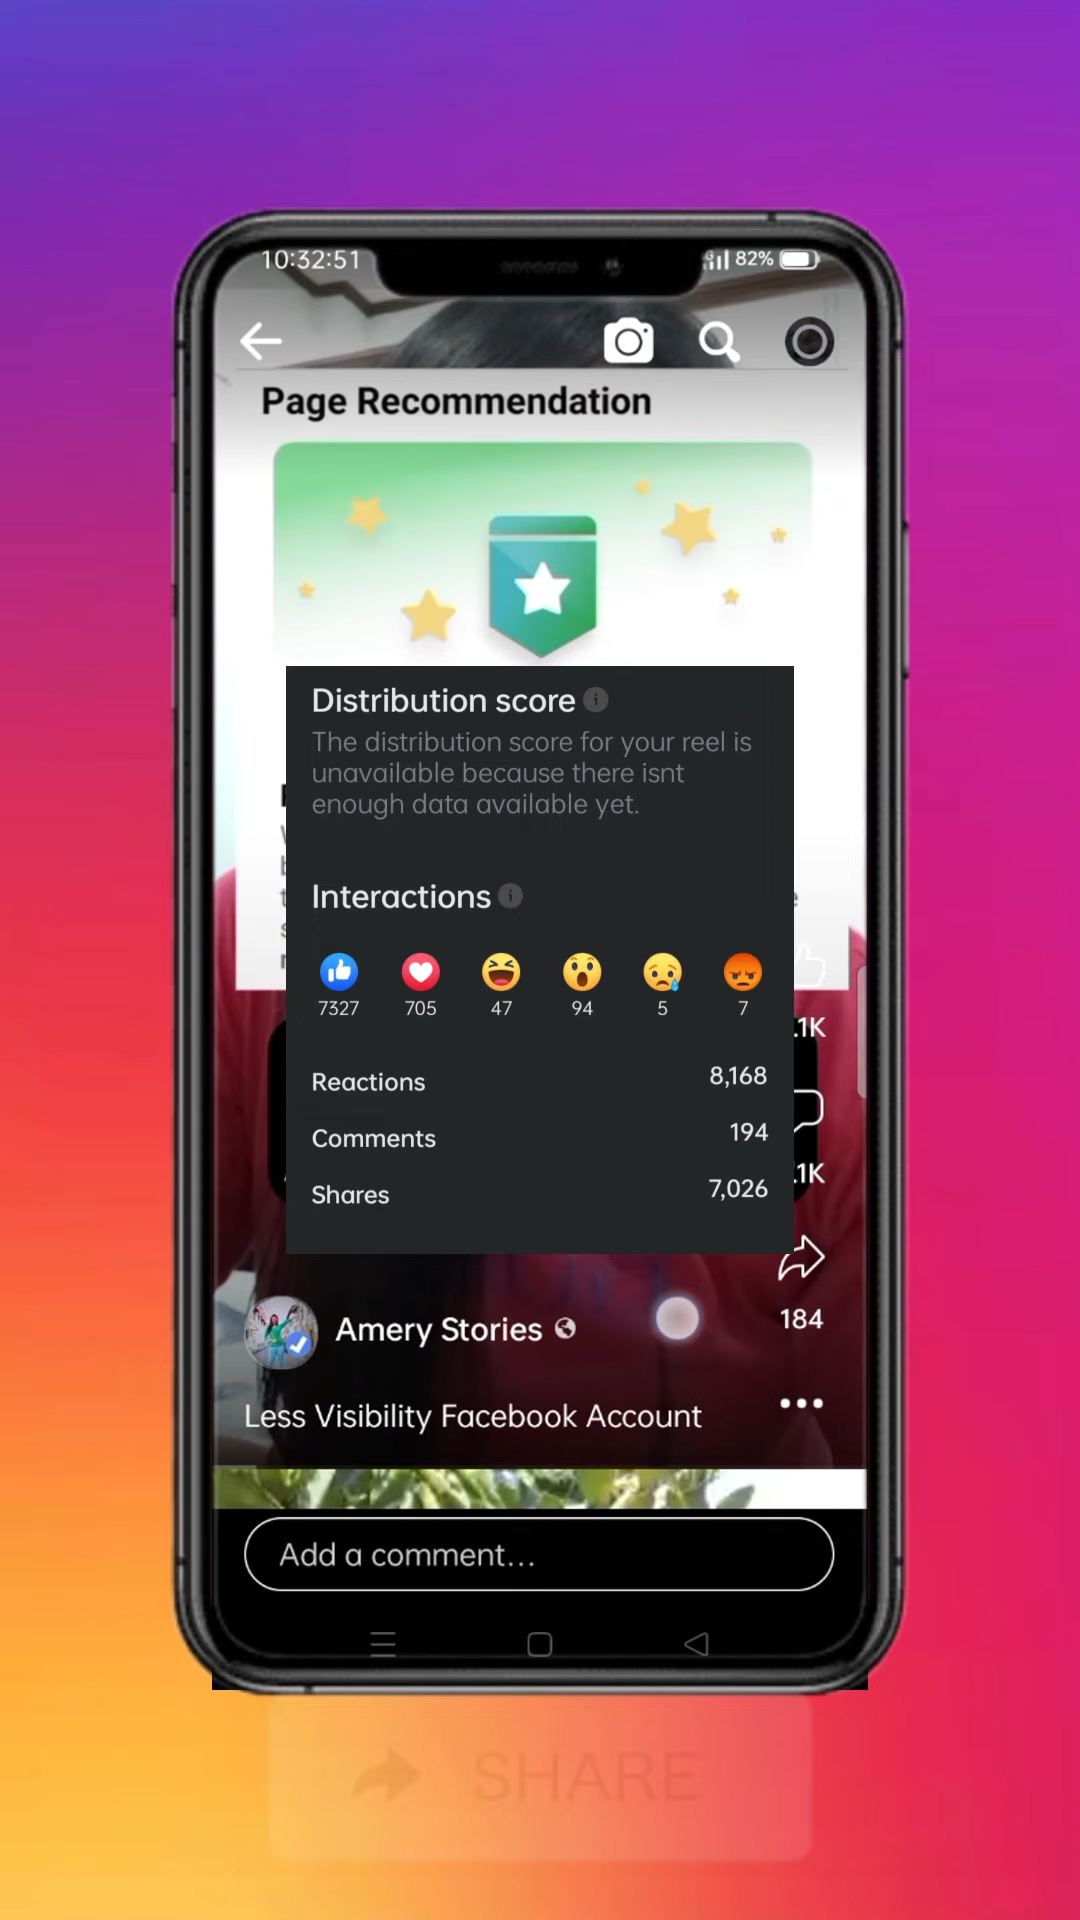 10:32:51
82%
Page Recommendation
Distribution score
The distribution score for your reel is
unavailable because there isnt
enough data available yet.
Interactions
7327 705 47 94 5 7
Reactions 8,168
Comments 194
Shares 7,026
.1K
.1K
184
Amery Stories
Less Visibility Facebook Account
Add a comment...
SHARE